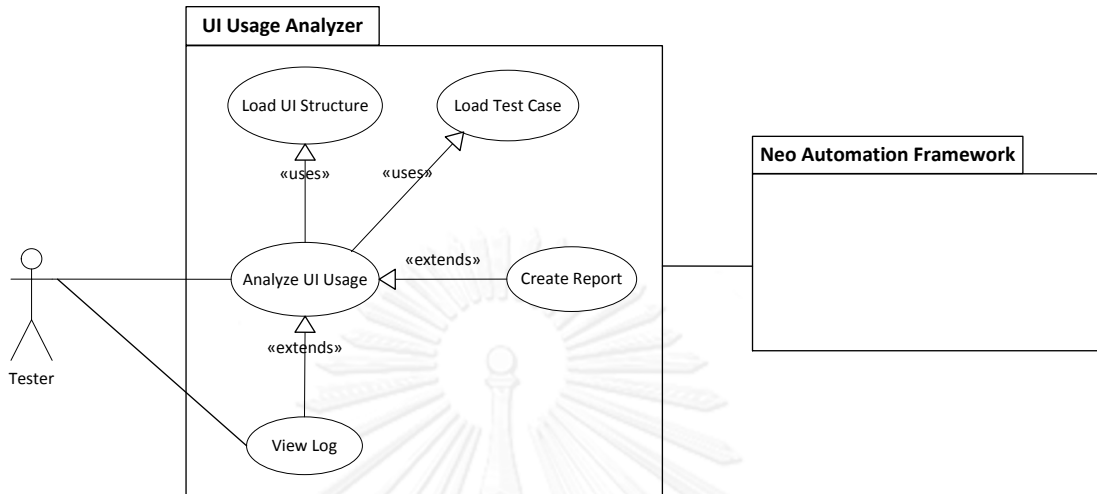 UI Usage Analyzer
Load UI Structure
Load Test Case
Neo Automation Framework
«uses»
«uses»
«extends»
Analyze UI Usage
Create Report
«extends»
Tester
View Log